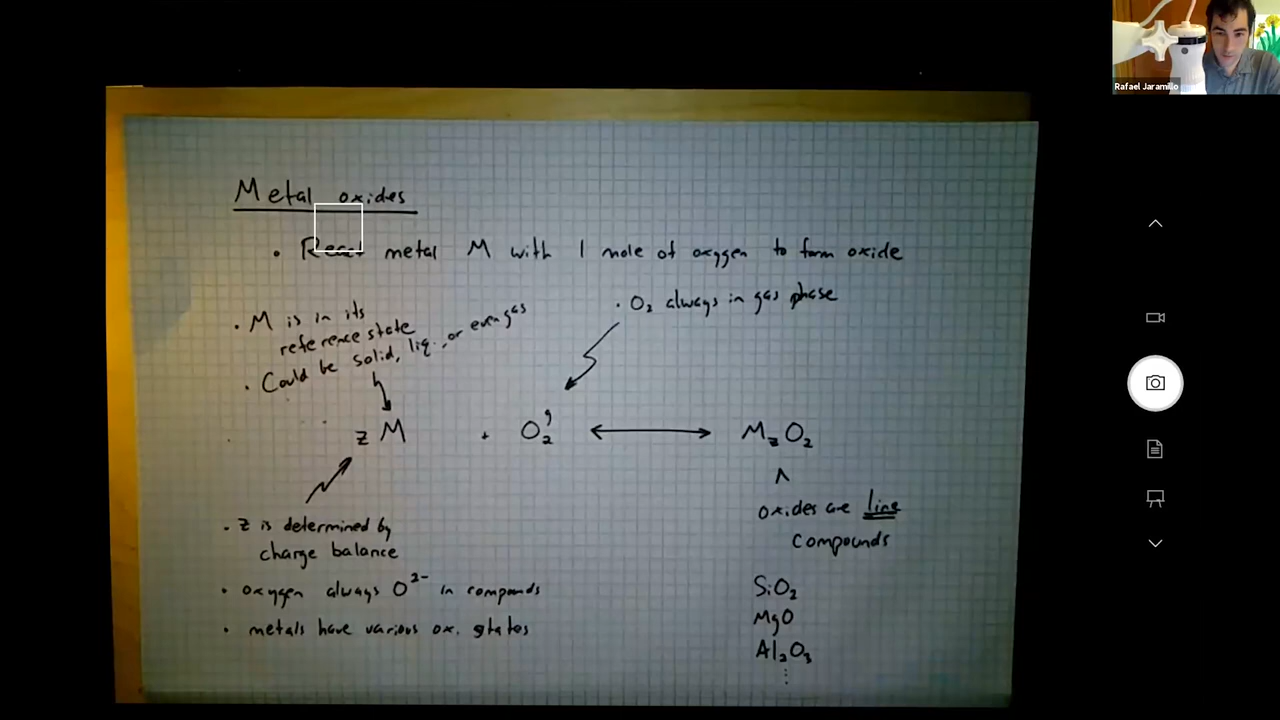 Rafael Jaramillo
Metal oxides
• React metal M with 1 mole of oxygen to form oxide
• M is in its
reference state
• Could be solid, liq., or even gas
• O₂ always in gas phase
z M + O₂⁹ ⟷ M_zO₂
^
oxides are line
compounds
• z is determined by
charge balance
• oxygen always O²⁻ in compounds
• metals have various ox. states
SiO₂
MgO
Al₂O₃
⋮